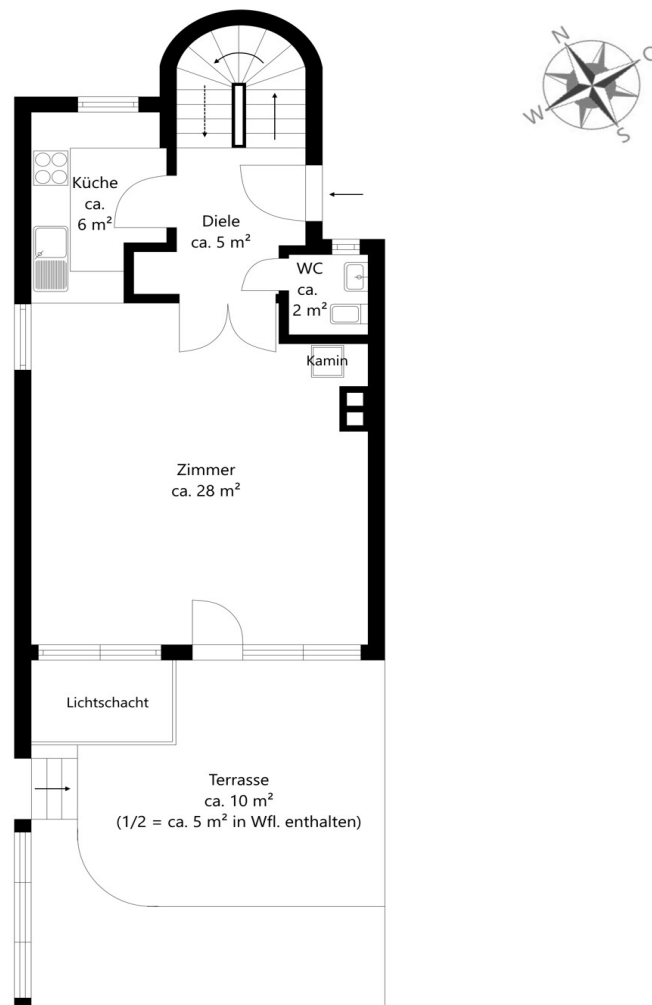 N
O
W
S
Küche
ca.
6 m²
Diele
ca. 5 m²
WC
ca.
2 m²
Kamin
Zimmer
ca. 28 m²
Lichtschacht
Terrasse
ca. 10 m²
(1/2 = ca. 5 m² in Wfl. enthalten)